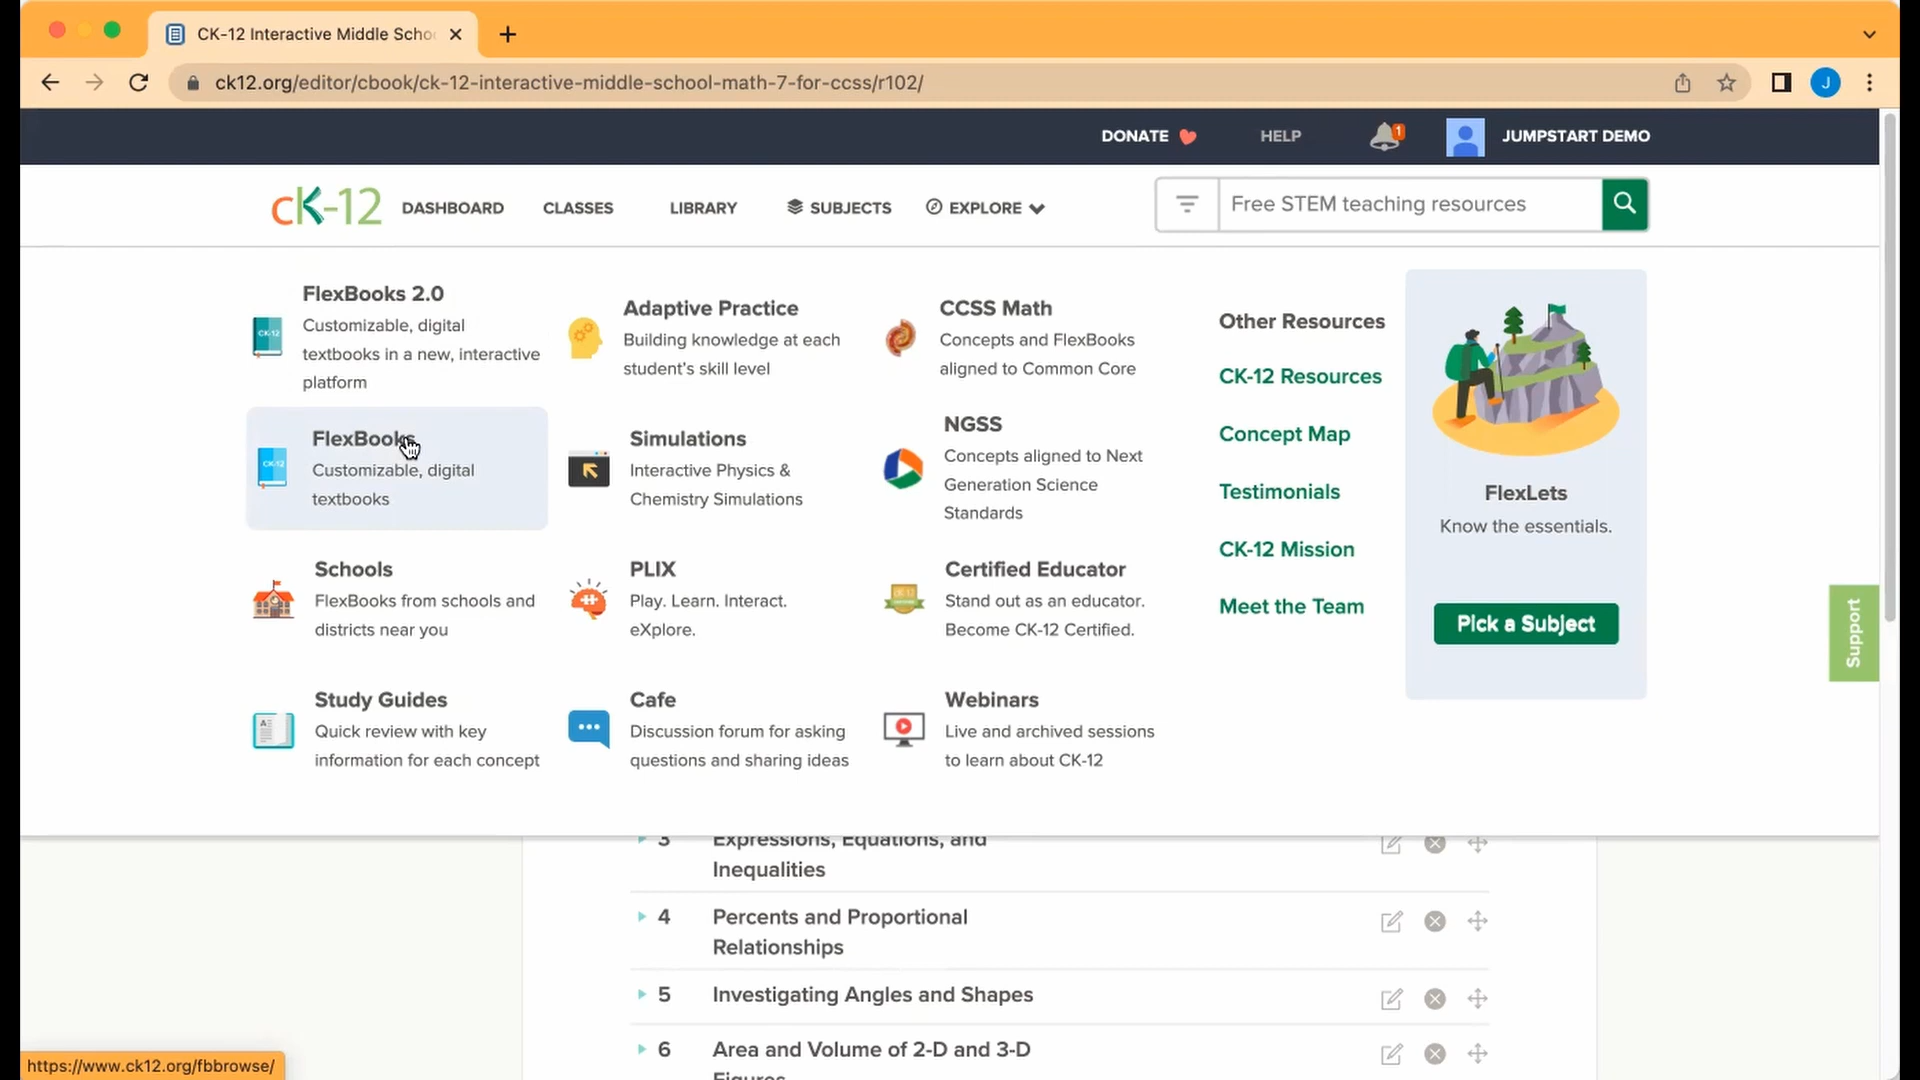 CK-12 Interactive Middle Scho
ck12.org/editor/cbook/ck-12-interactive-middle-school-math-7-for-ccss/r102/
J
DONATE
HELP
1
JUMPSTART DEMO
cK-12
DASHBOARD
CLASSES
LIBRARY
SUBJECTS
EXPLORE
Free STEM teaching resources
FlexBooks 2.0
Customizable, digital
textbooks in a new, interactive
platform
CK-12
Adaptive Practice
Building knowledge at each
student's skill level
CCSS Math
Concepts and FlexBooks
aligned to Common Core
FlexBooks
Customizable, digital
textbooks
CK-12
Simulations
Interactive Physics &
Chemistry Simulations
NGSS
Concepts aligned to Next
Generation Science
Standards
Schools
FlexBooks from schools and
districts near you
PLIX
Play. Learn. Interact.
eXplore.
Certified Educator
Stand out as an educator.
Become CK-12 Certified.
Study Guides
Quick review with key
information for each concept
Cafe
Discussion forum for asking
questions and sharing ideas
Webinars
Live and archived sessions
to learn about CK-12
Other Resources
CK-12 Resources
Concept Map
Testimonials
CK-12 Mission
Meet the Team
FlexLets
Know the essentials.
Pick a Subject
Support
3 Expressions, Equations, and
Inequalities
4 Percents and Proportional
Relationships
5 Investigating Angles and Shapes
6 Area and Volume of 2-D and 3-D
Figures
https://www.ck12.org/fbbrowse/